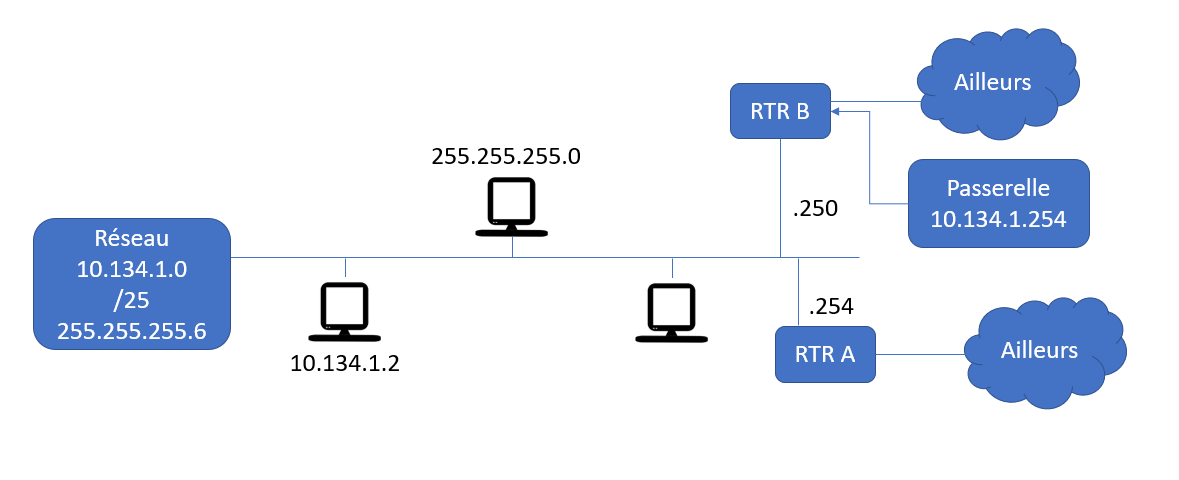 Ailleurs
RTR B
255.255.255.0
Passerelle
10.134.1.254
.250
Réseau
10.134.1.0
/25
255.255.255.6
.254
10.134.1.2
RTR A
Ailleurs